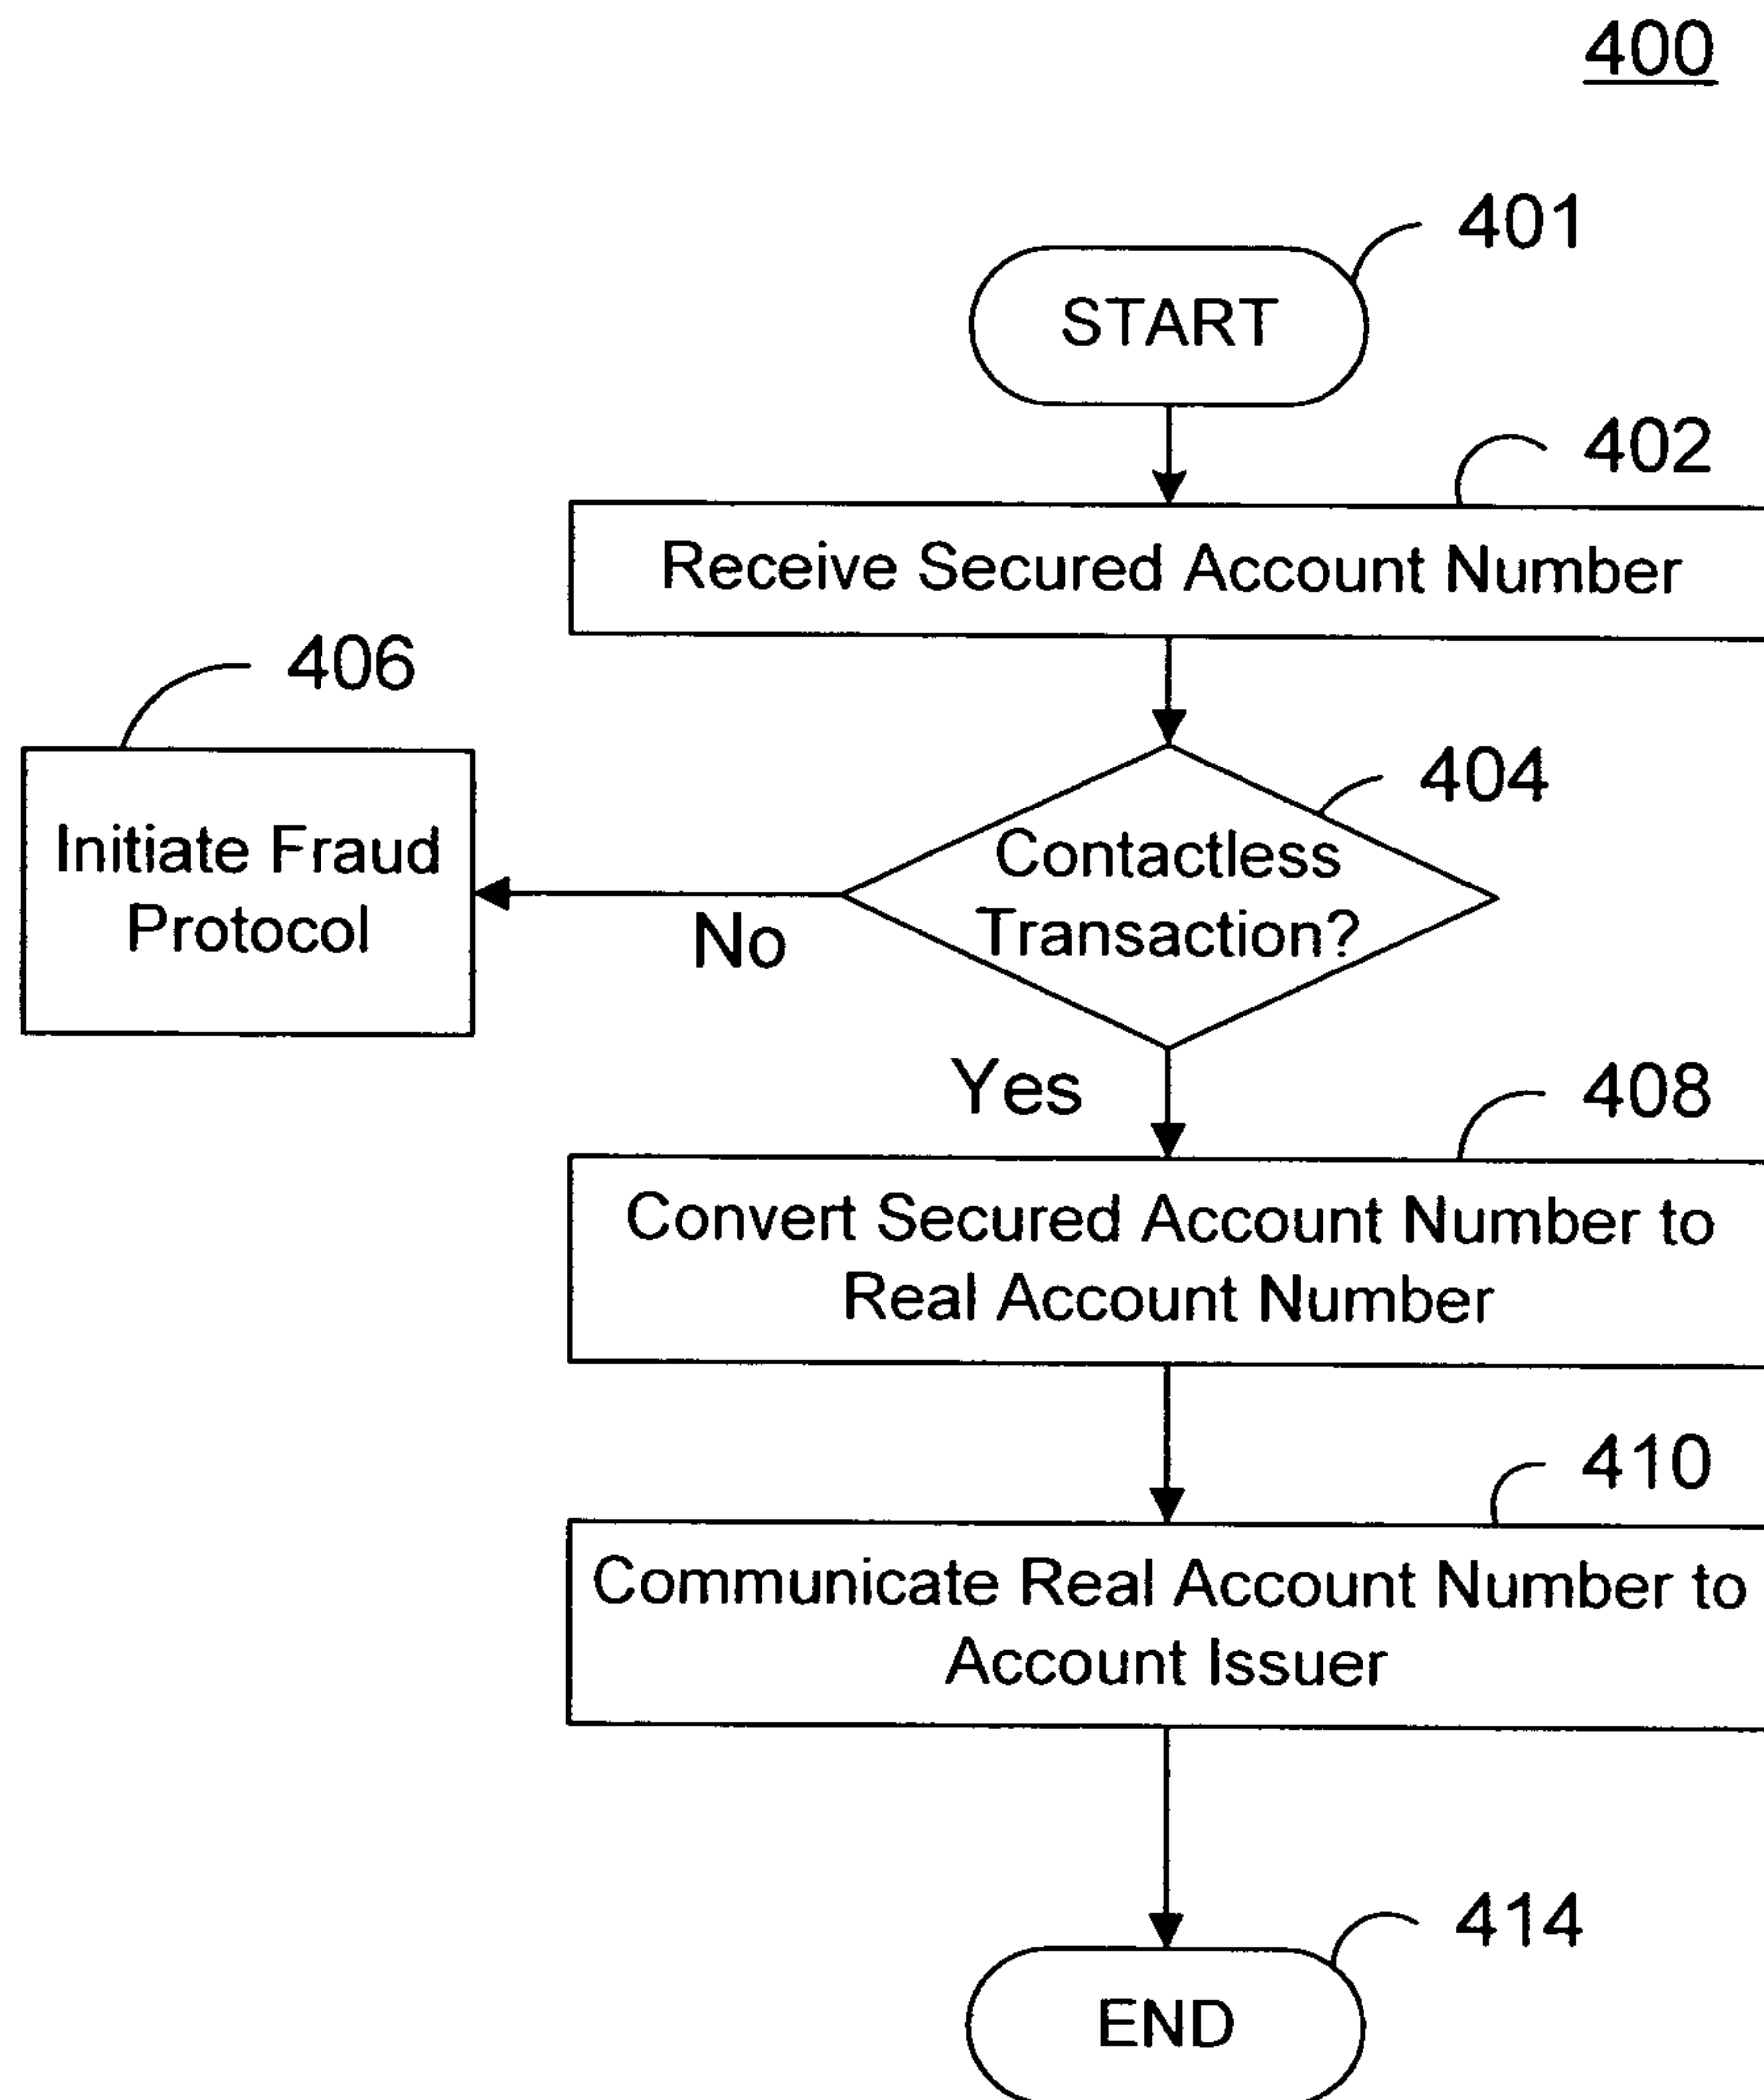 400
401
START
402
Receive Secured Account Number
406
404
Initiate Fraud
Protocol
Contactless
Transaction?
No
Yes
408
Convert Secured Account Number to
Real Account Number
410
Communicate Real Account Number to
Account Issuer
414
END